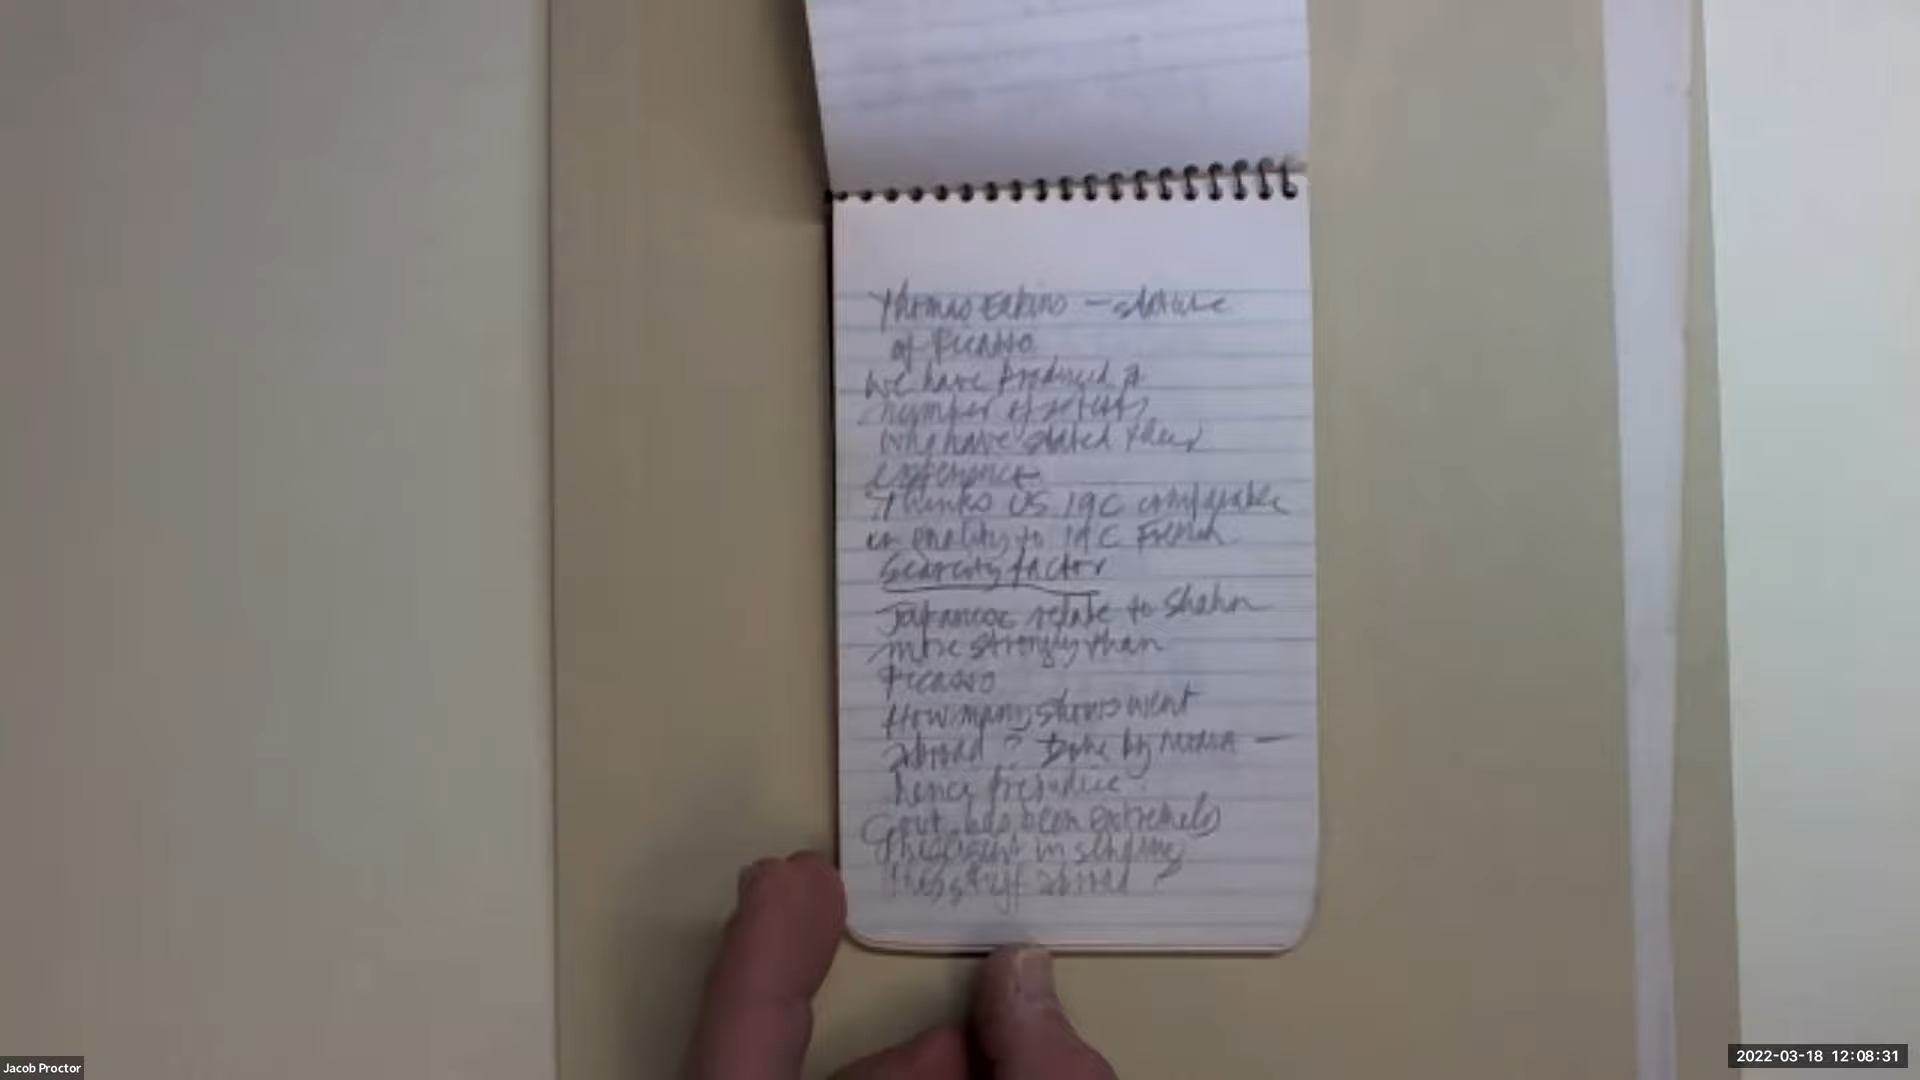 Thomas Eakins — stature
of Picasso
We have produced a
number of artists
who have stated their
experience
Thinks US 19C comparable
in quality to 19C French
Scarcity factor
Japanese relate to Shahn
more strongly than
Picasso
How many shows went
abroad? Done by MOMA —
hence prejudice.
Govt. has been extremely
in sending
this stuff abroad?
Jacob Proctor
2022-03-18 12:08:31